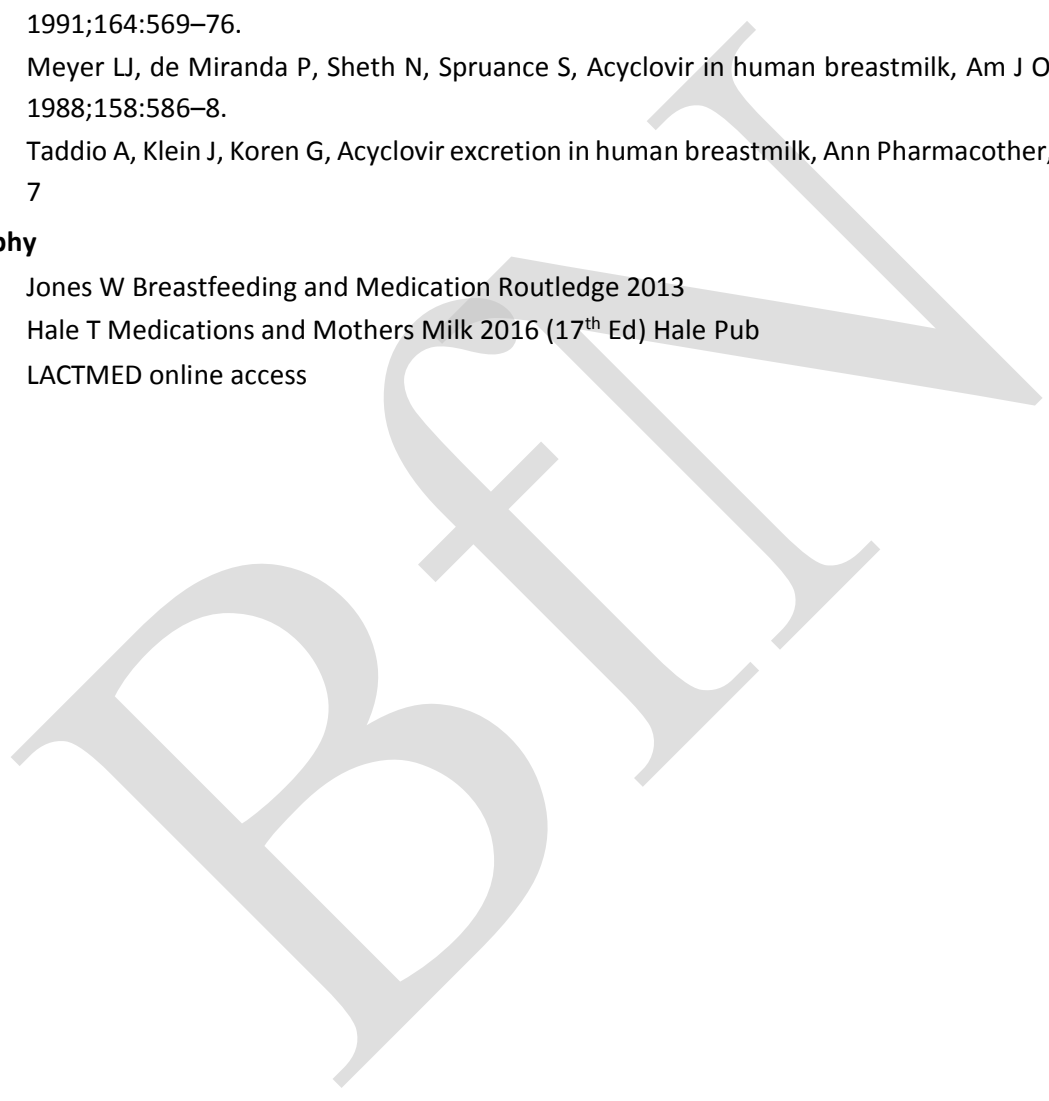 1991;164:569–76.
Meyer LJ, de Miranda P, Sheth N, Spruance S, Acyclovir in human breastmilk, Am J O
1988;158:586–8.
Taddio A, Klein J, Koren G, Acyclovir excretion in human breastmilk, Ann Pharmacother,
7
phy
Jones W Breastfeeding and Medication Routledge 2013
Hale T Medications and Mothers Milk 2016 (17th Ed) Hale Pub
LACTMED online access
BfN